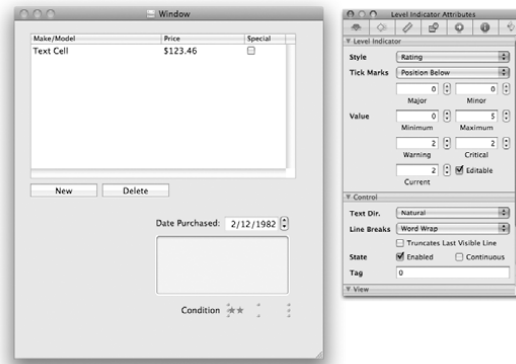 Window
Make/Model Price Special
Text Cell $123.46
New Delete
Date Purchased: 2/12/1982
Condition
Level Indicator Attributes
Level Indicator
Style Rating
Tick Marks Position Below
0 0
Major Minor
Value 0 5
Minimum Maximum
2 2
Warning Critical
2 Editable
Current
Control
Text Dir. Natural
Line Breaks Word Wrap
Truncates Last Visible Line
State Enabled Continuous
Tag 0
View